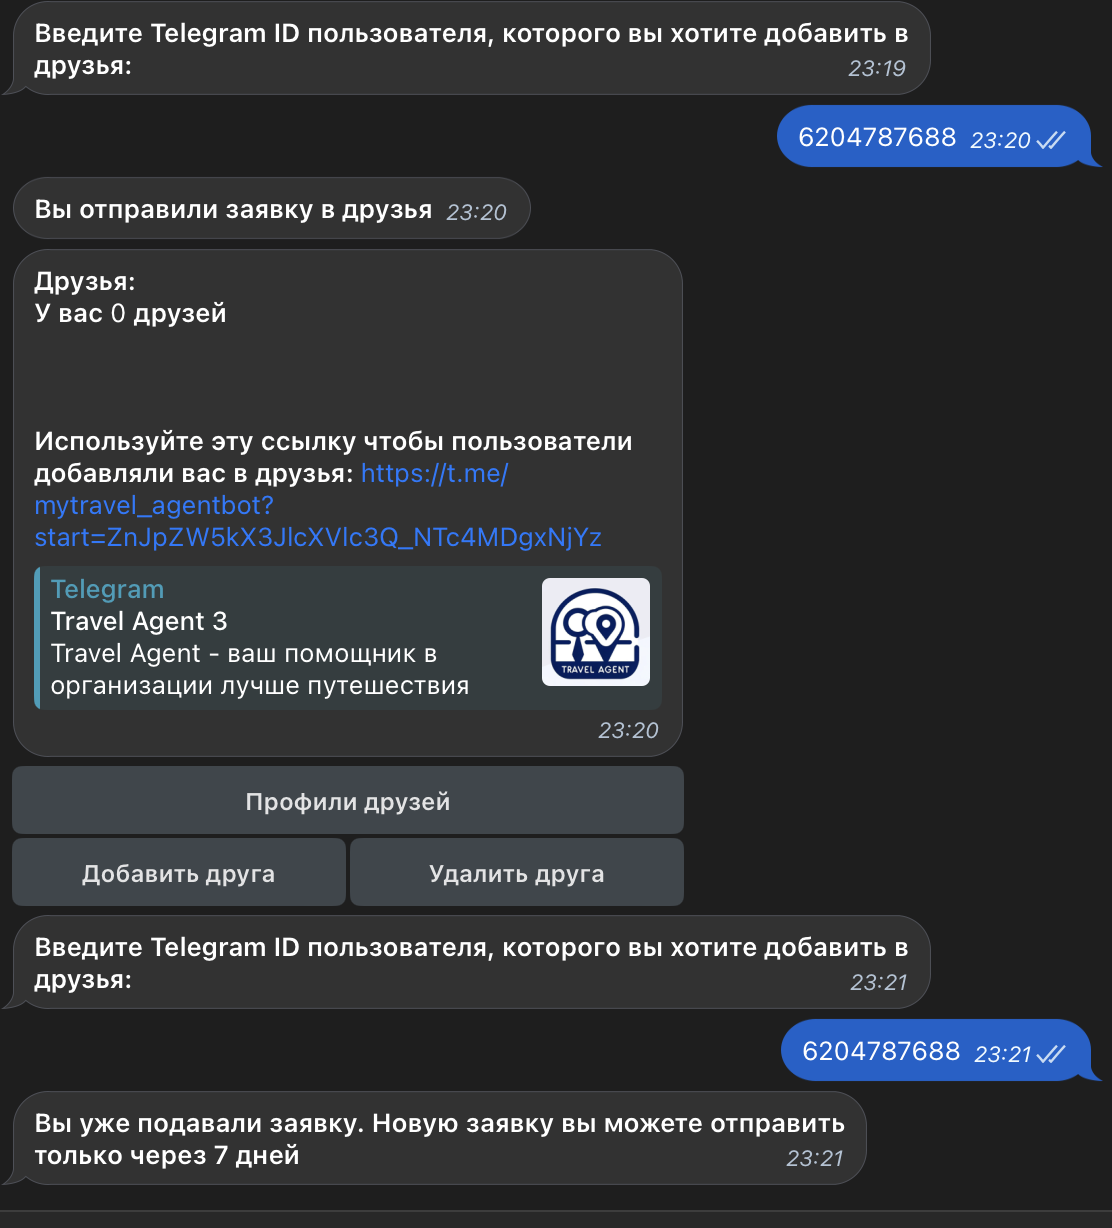 Введите Telegram ID пользователя, которого вы хотите добавить в
друзья:
23:19
6204787688 23:20
Вы отправили заявку в друзья 23:20
Друзья:
У вас 0 друзей
Используйте эту ссылку чтобы пользователи
добавляли вас в друзья: https://t.me/
mytravel_agentbot?
start=ZnJpZW5kX3JlcXVlc3Q_NTc4MDgxNjYz
Telegram
Travel Agent 3
Travel Agent - ваш помощник в
организации лучше путешествия
TRAVEL AGENT
23:20
Профили друзей
Добавить друга
Удалить друга
Введите Telegram ID пользователя, которого вы хотите добавить в
друзья:
23:21
6204787688 23:21
Вы уже подавали заявку. Новую заявку вы можете отправить
только через 7 дней
23:21